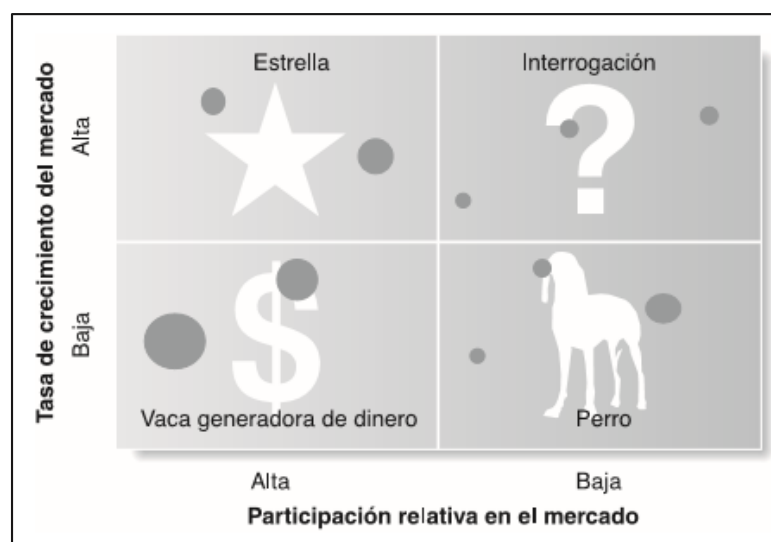 Estrella
Interrogación
Tasa de crecimiento del mercado
Alta
Baja
?
$
Vaca generadora de dinero
Perro
Alta
Baja
Participación relativa en el mercado